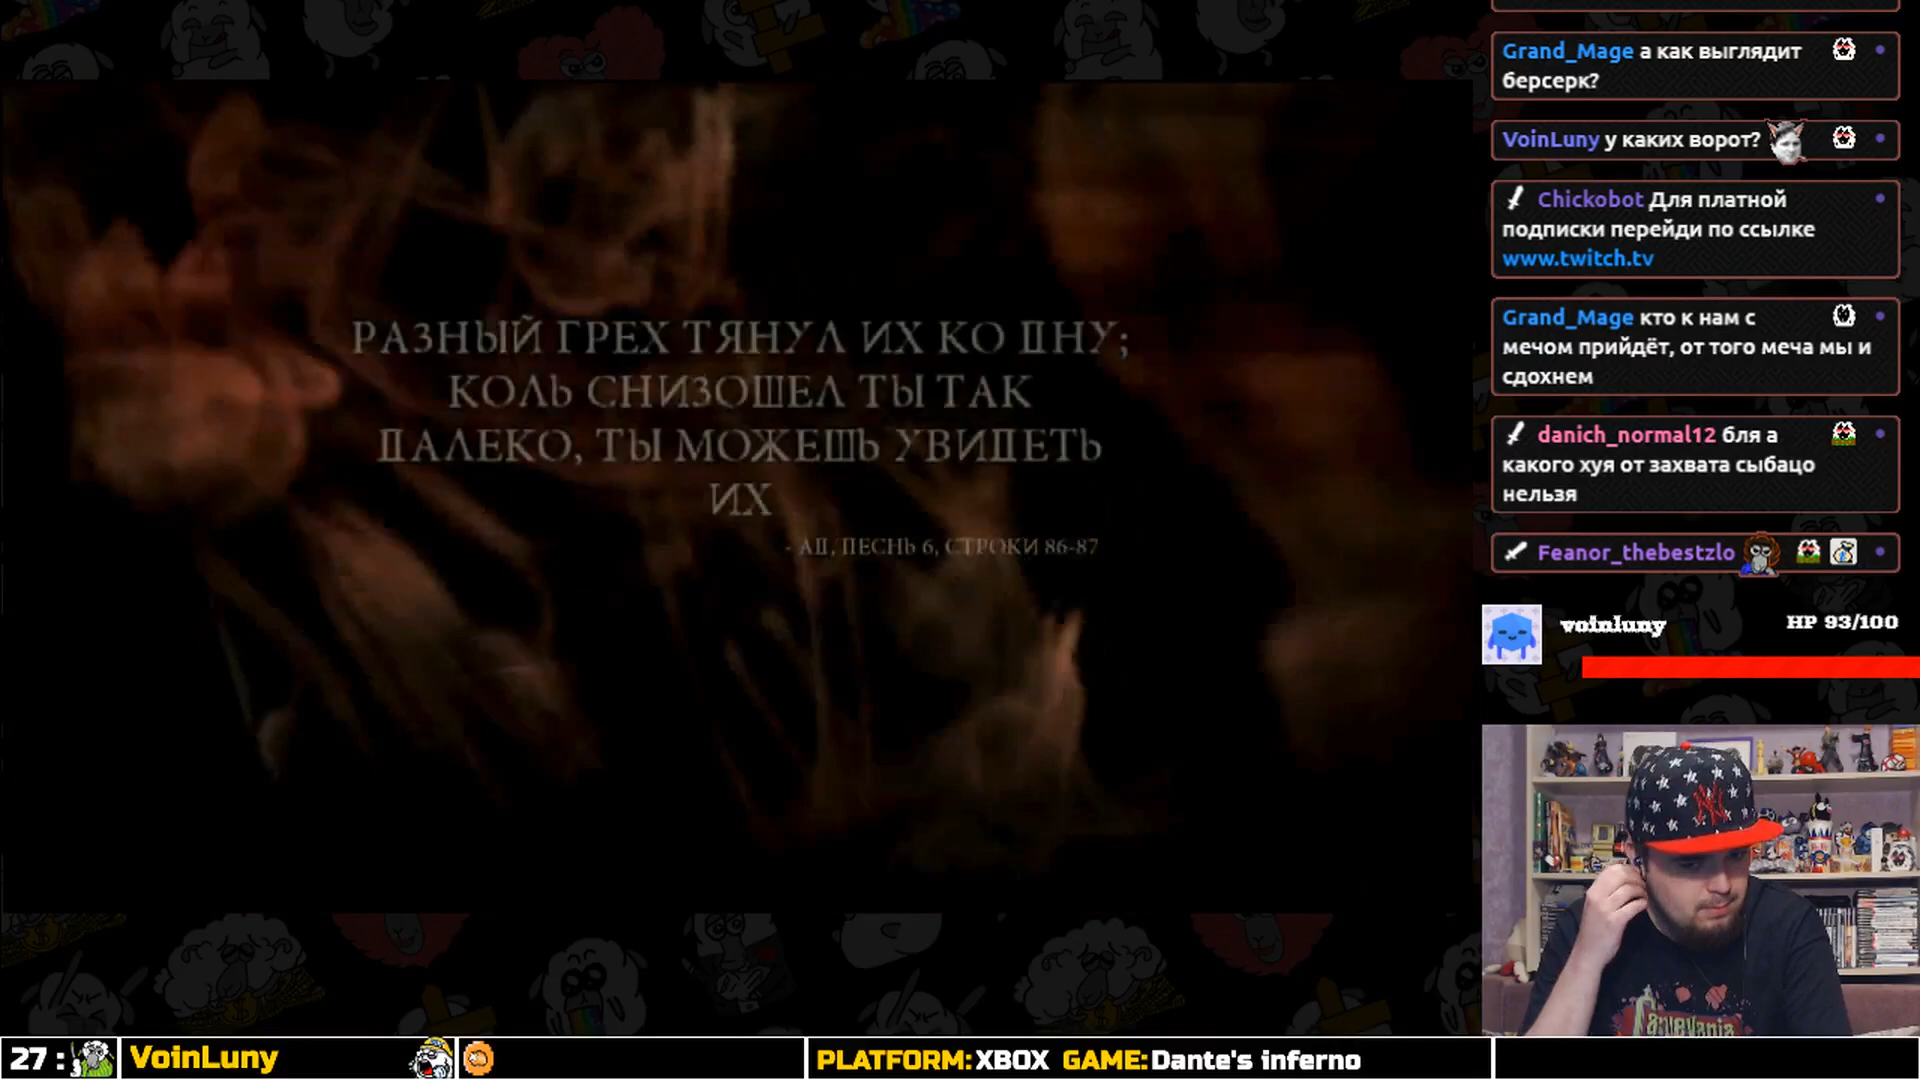 РАЗНЫЙ ГРЕХ ТЯНУЛ ИХ КО ДНУ;
КОЛЬ СНИЗОШЕЛ ТЫ ТАК
ДАЛЕКО, ТЫ МОЖЕШЬ УВИДЕТЬ
ИХ
- АД, ПЕСНЬ 6, СТРОКИ 86-87
Grand_Mage а как выглядит
берсерк?
VoinLuny у каких ворот?
Chickobot Для платной
подписки перейди по ссылке
www.twitch.tv
Grand_Mage кто к нам с
мечом прийдёт, от того меча мы и
сдохнем
danich_normal12 бля а
какого хуя от захвата сыбацо
нельзя
Feanor_thebestzlo
voinluny HP 93/100
27 : VoinLuny
PLATFORM: XBOX GAME: Dante's inferno